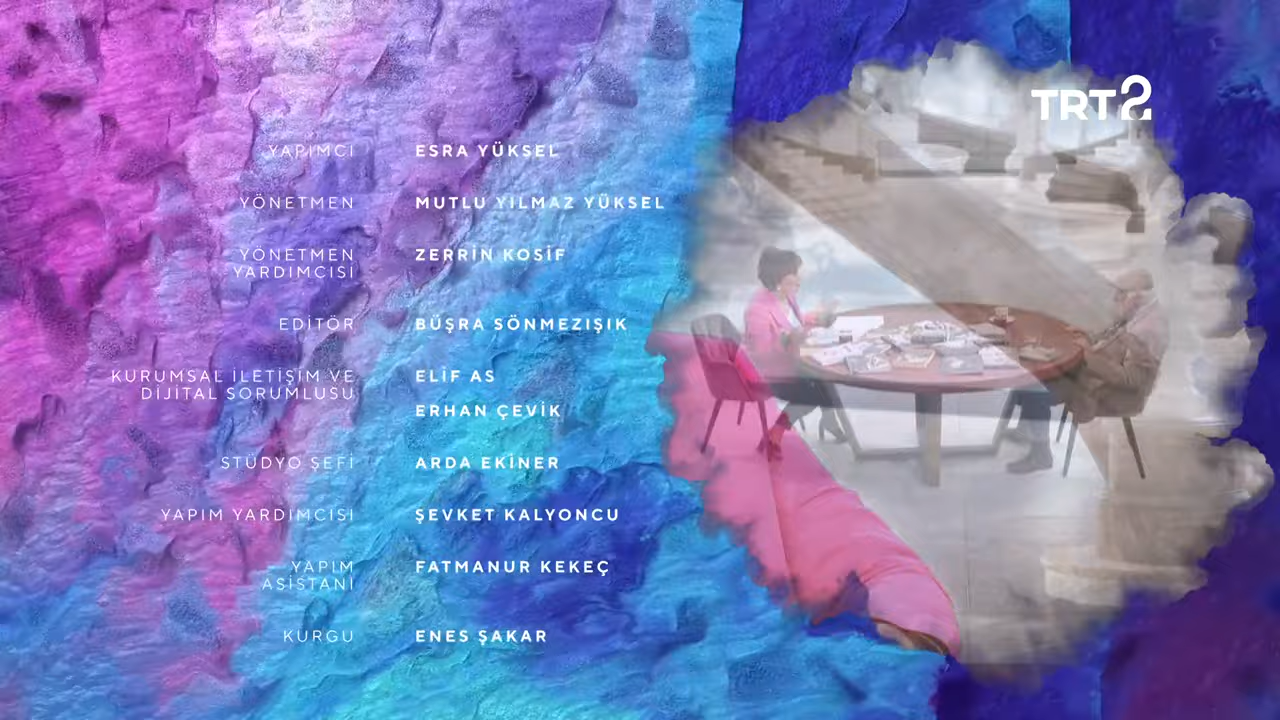 TRT2
YAPIMCI ESRA YÜKSEL
YÖNETMEN MUTLU YILMAZ YÜKSEL
YÖNETMEN ZERRİN KOSİF
YARDIMCISI
EDİTÖR BÜŞRA SÖNMEZIŞIK
KURUMSAL İLETİŞİM VE ELİF AS
DİJİTAL SORUMLUSU
ERHAN ÇEVİK
STÜDYO ŞEFİ ARDA EKİNER
YAPIM YARDIMCISI ŞEVKET KALYONCU
YAPIM FATMANUR KEKEÇ
ASİSTANI
KURGU ENES ŞAKAR